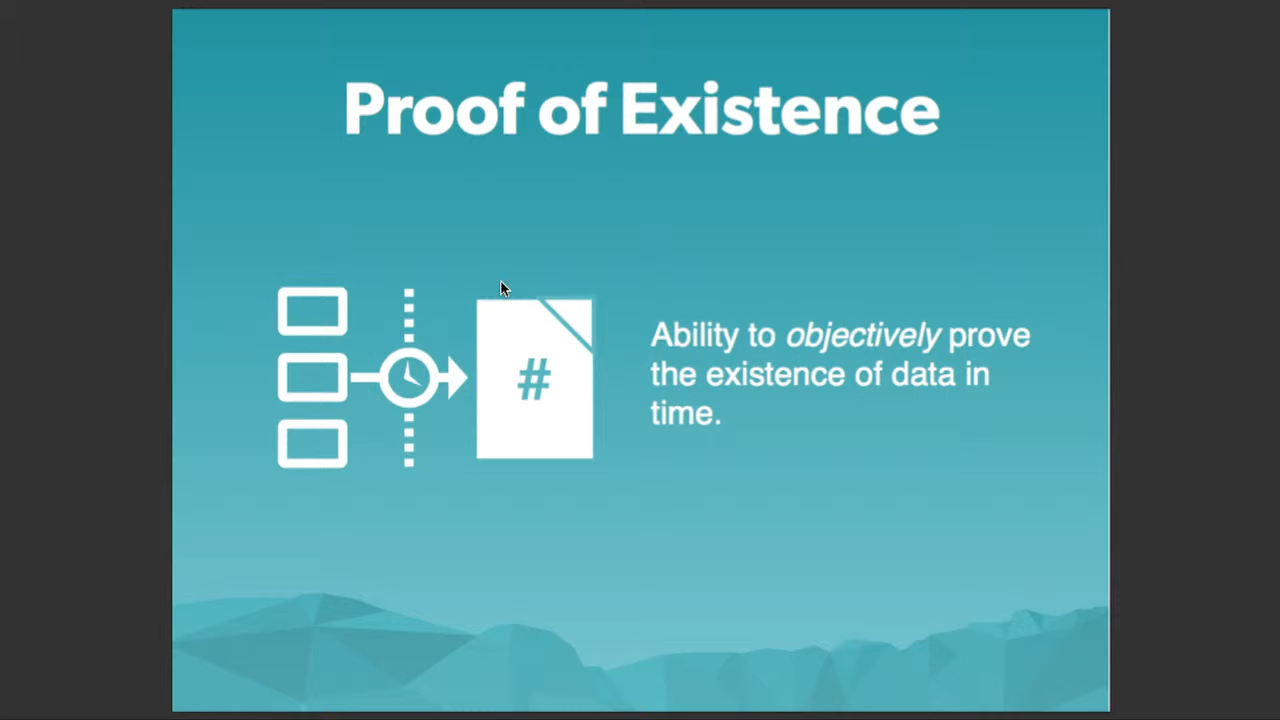 Proof of Existence
#
Ability to objectively prove
the existence of data in
time.